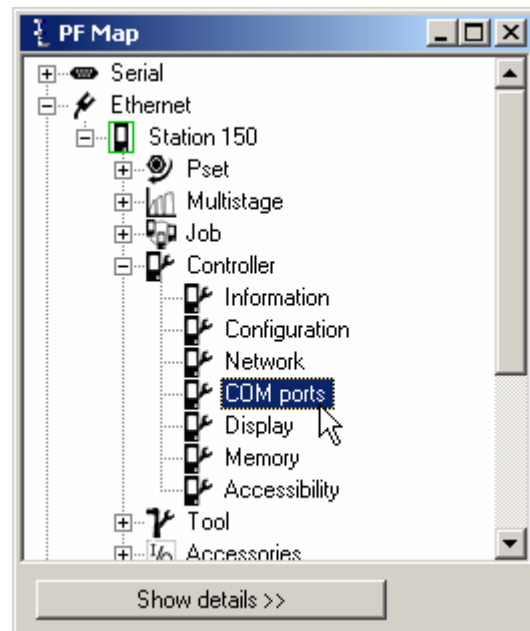 PF Map
Serial
Ethernet
Station 150
Pset
Multistage
Job
Controller
Information
Configuration
Network
COM ports
Display
Memory
Accessibility
Tool
I/O Accessories
Show details >>